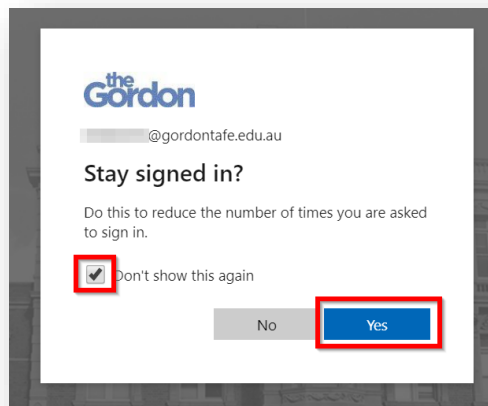 the
Gordon
@gordontafe.edu.au
Stay signed in?
Do this to reduce the number of times you are asked
to sign in.
Don't show this again
No Yes